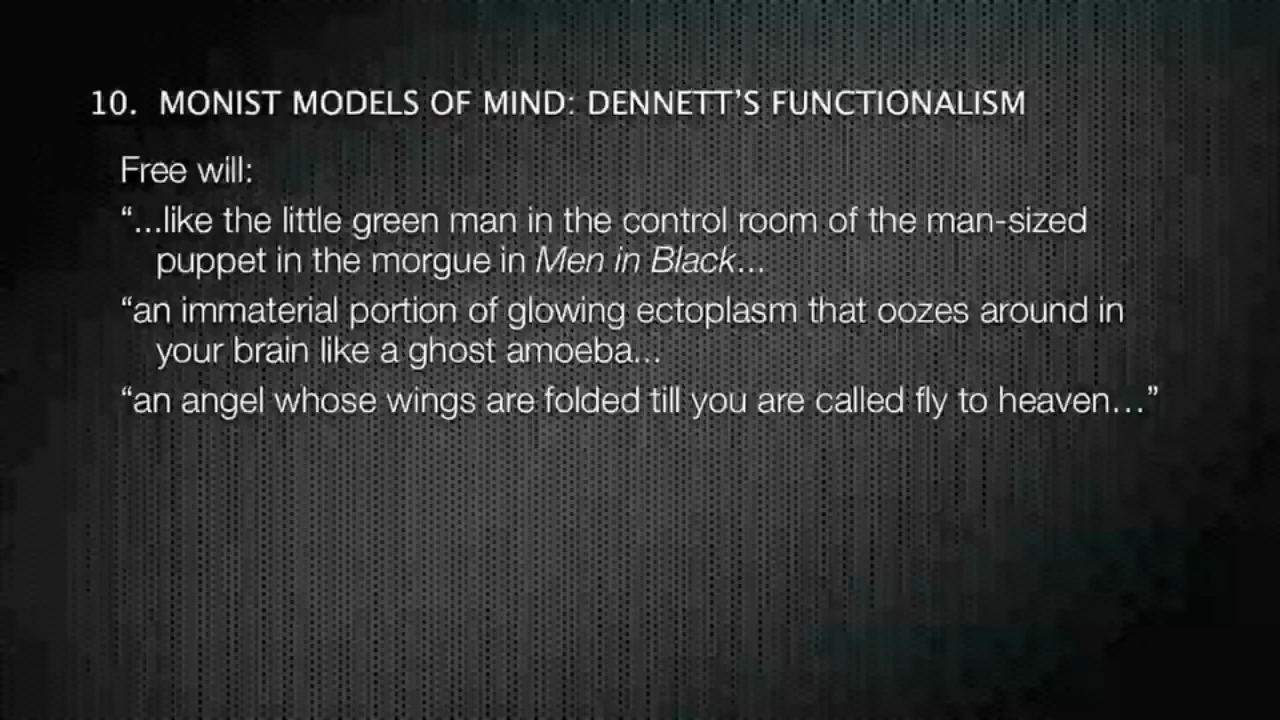 10. MONIST MODELS OF MIND: DENNETT’S FUNCTIONALISM
Free will:
“...like the little green man in the control room of the man-sized
puppet in the morgue in Men in Black...
“an immaterial portion of glowing ectoplasm that oozes around in
your brain like a ghost amoeba...
“an angel whose wings are folded till you are called fly to heaven...”